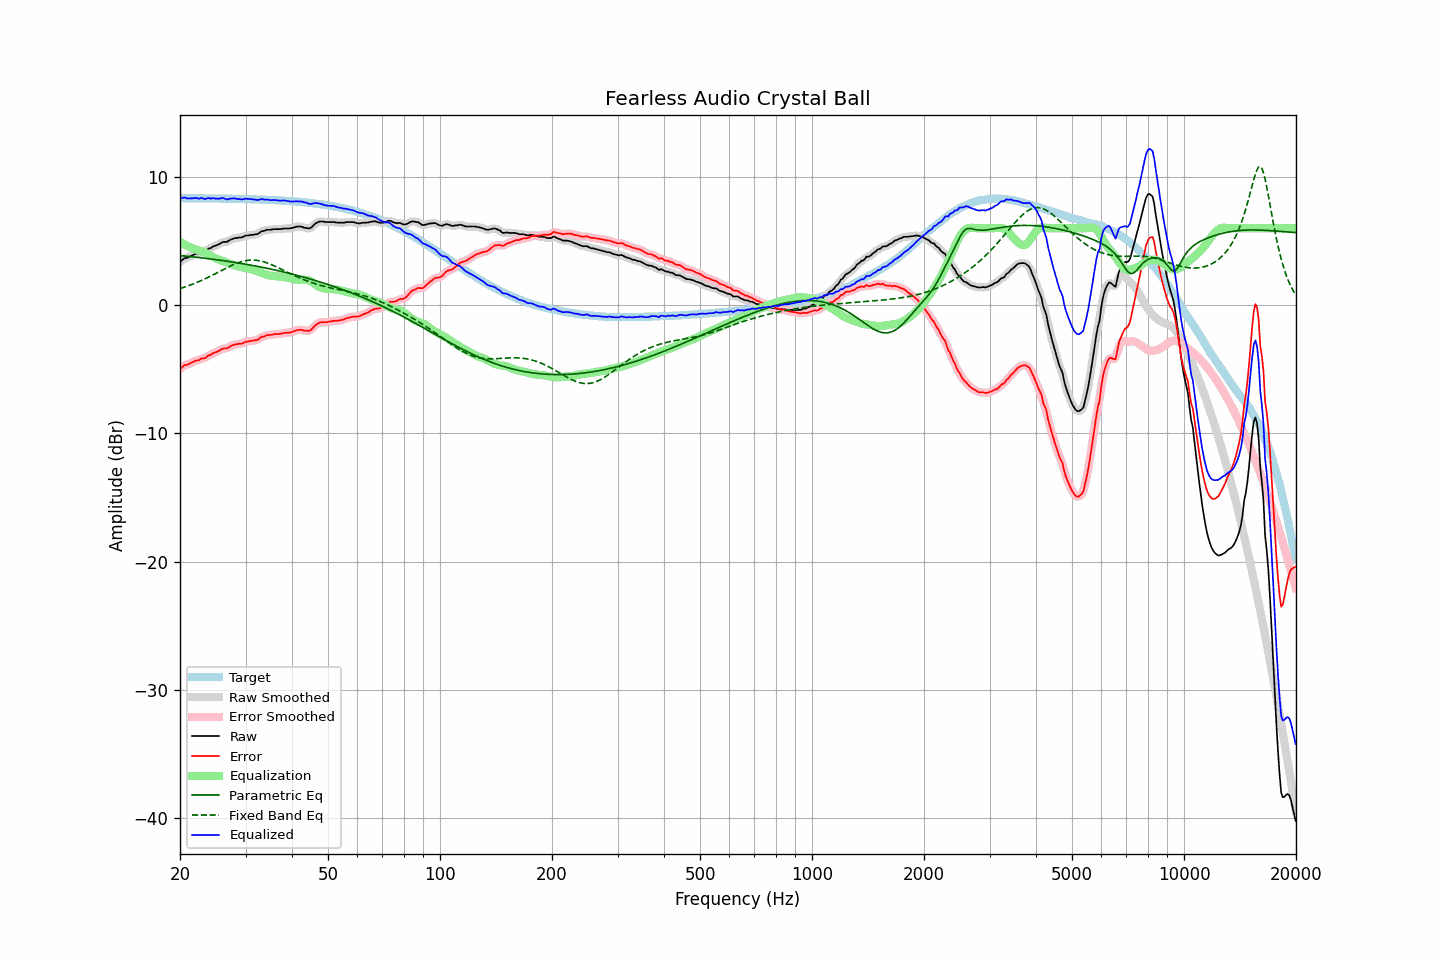 Fearless Audio Crystal Ball
Amplitude (dBr)
10
0
−10
−20
−30
−40
Target
Raw Smoothed
Error Smoothed
Raw
Error
Equalization
Parametric Eq
Fixed Band Eq
Equalized
20 50 100 200 500 1000 2000 5000 10000 20000
Frequency (Hz)